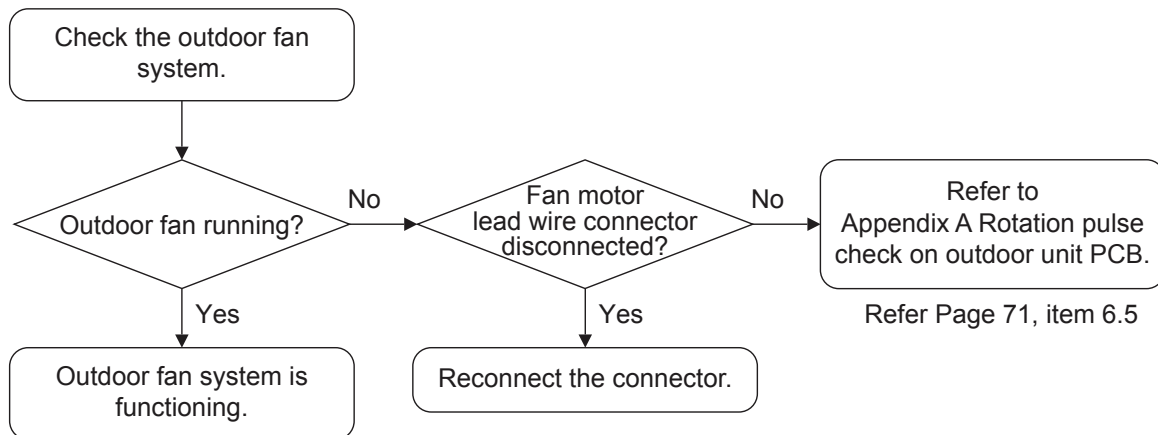 Check the outdoor fan
system.
Outdoor fan running?
No
Fan motor
lead wire connector
disconnected?
No
Refer to
Appendix A Rotation pulse
check on outdoor unit PCB.
Refer Page 71, item 6.5
Yes
Yes
Outdoor fan system is
functioning.
Reconnect the connector.